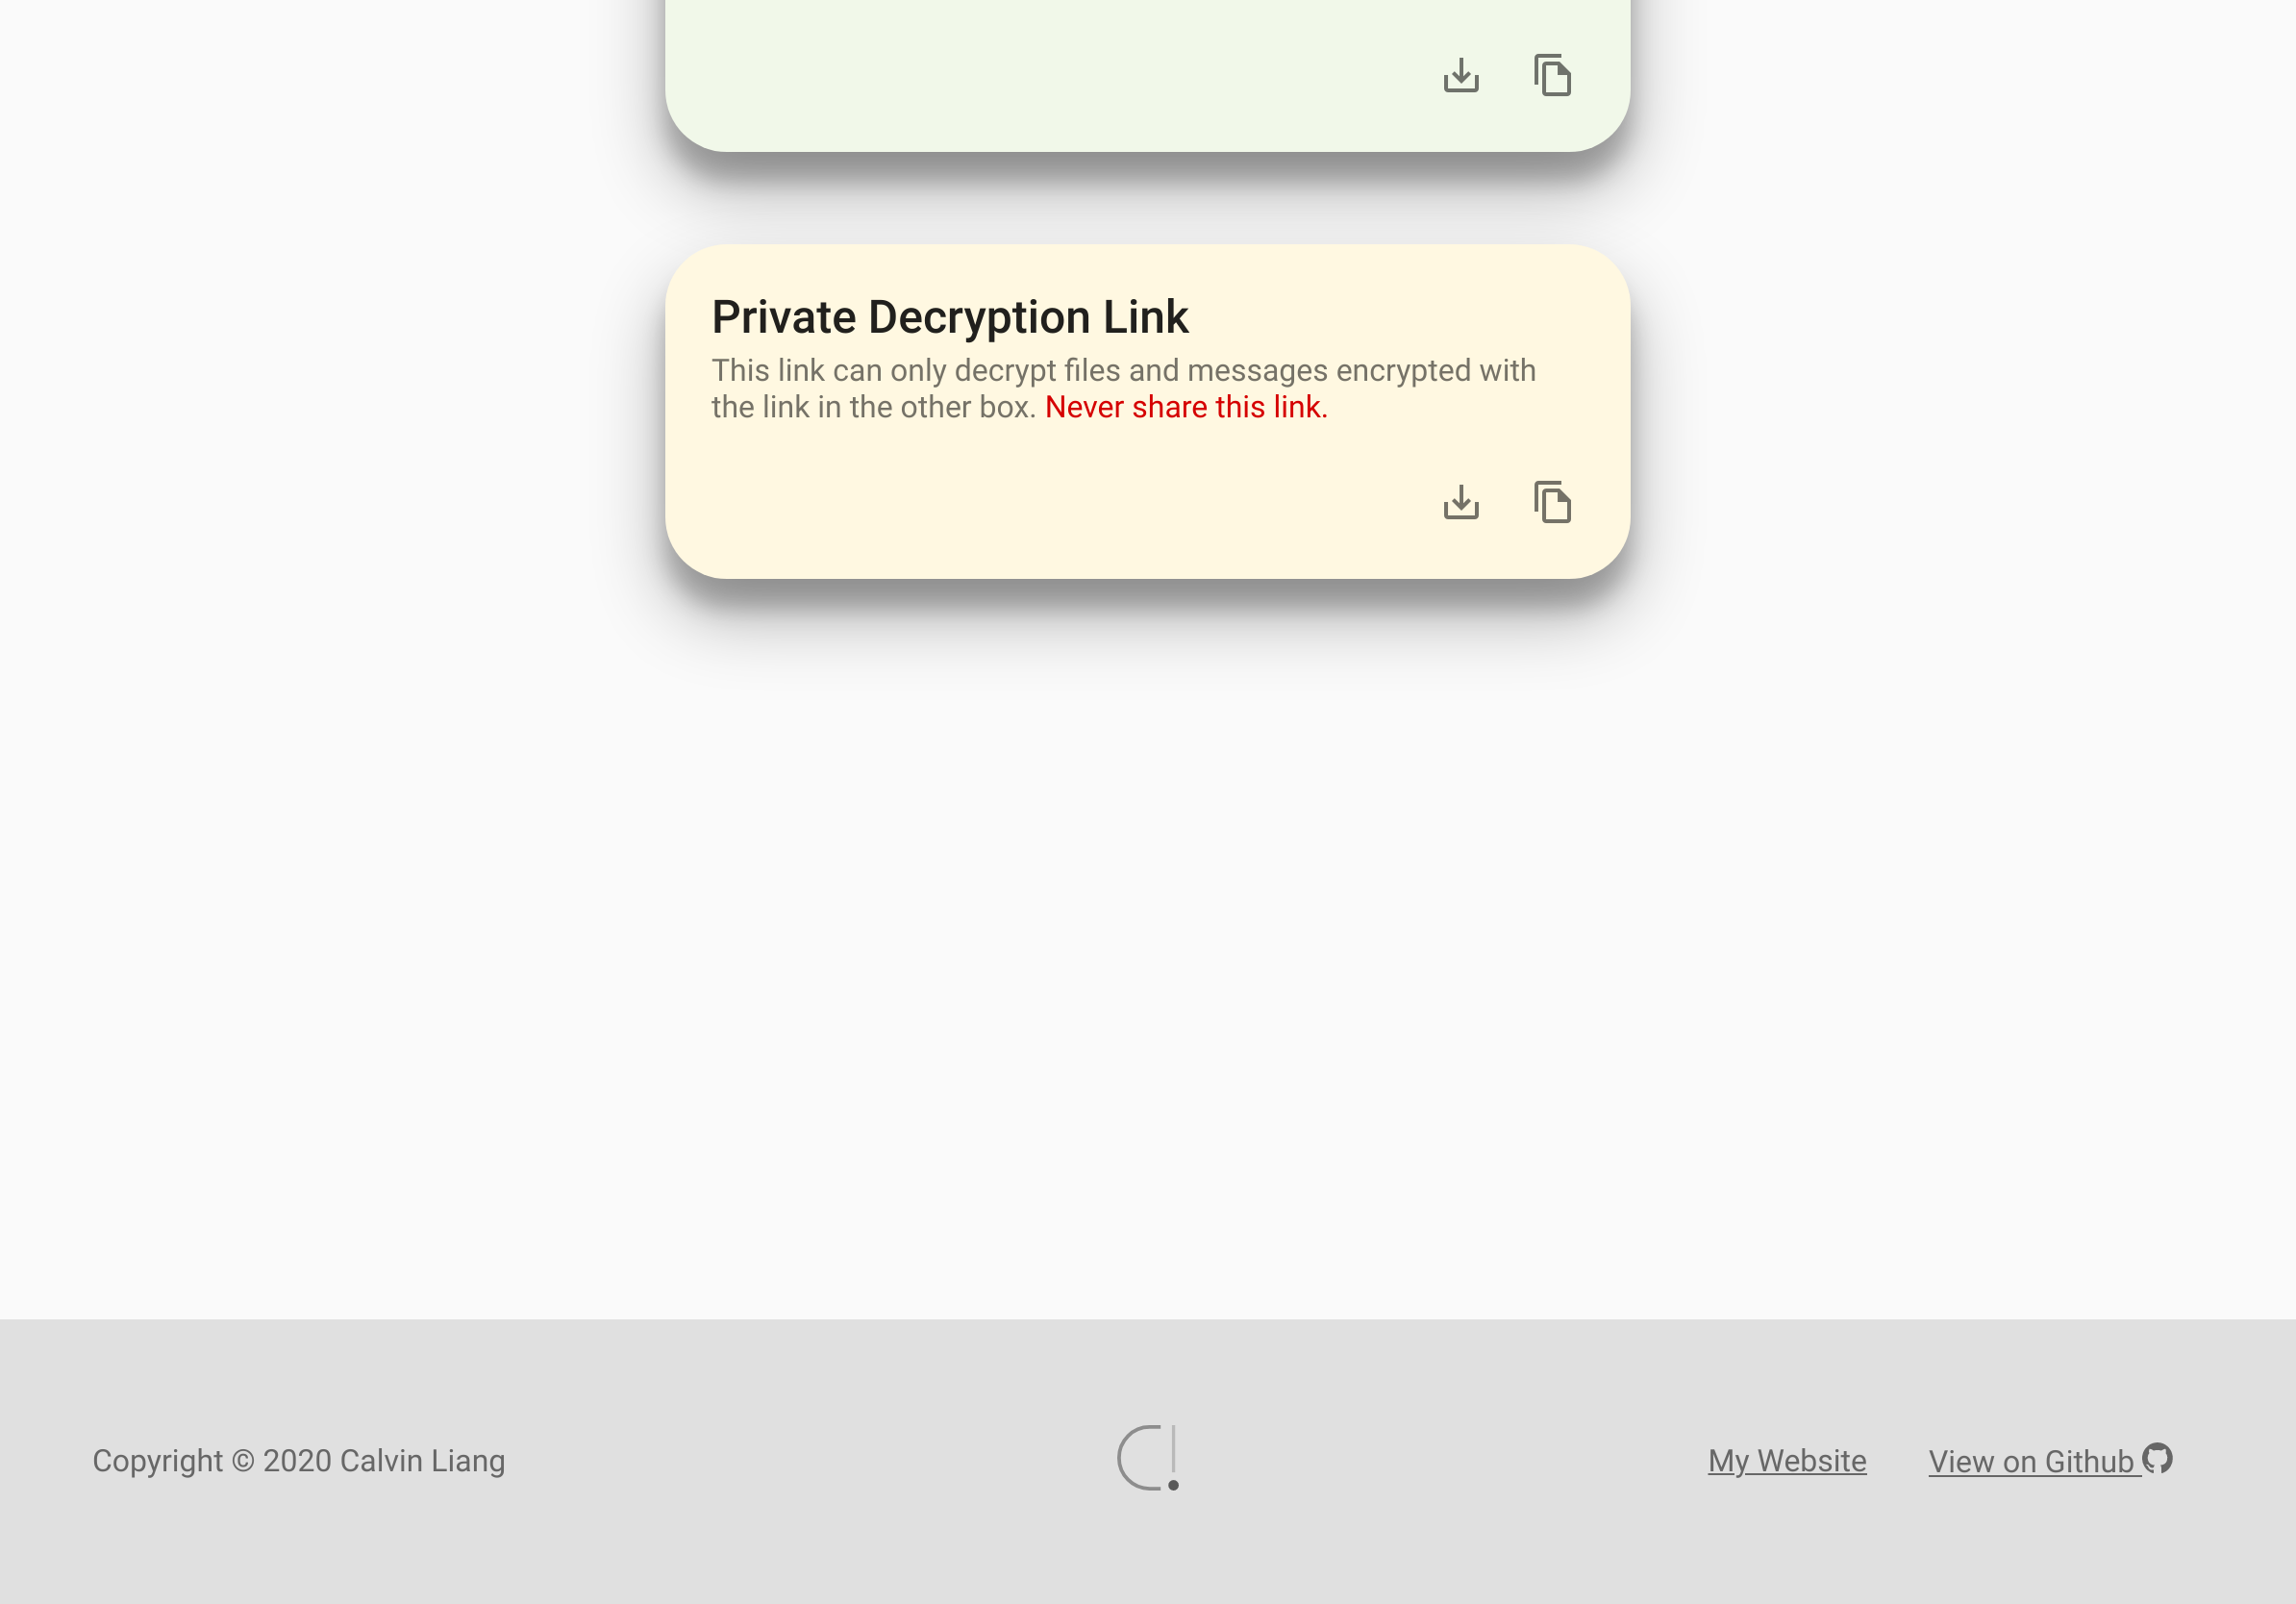 Private Decryption Link
This link can only decrypt files and messages encrypted with
the link in the other box. Never share this link.
Copyright © 2020 Calvin Liang
My Website
View on Github